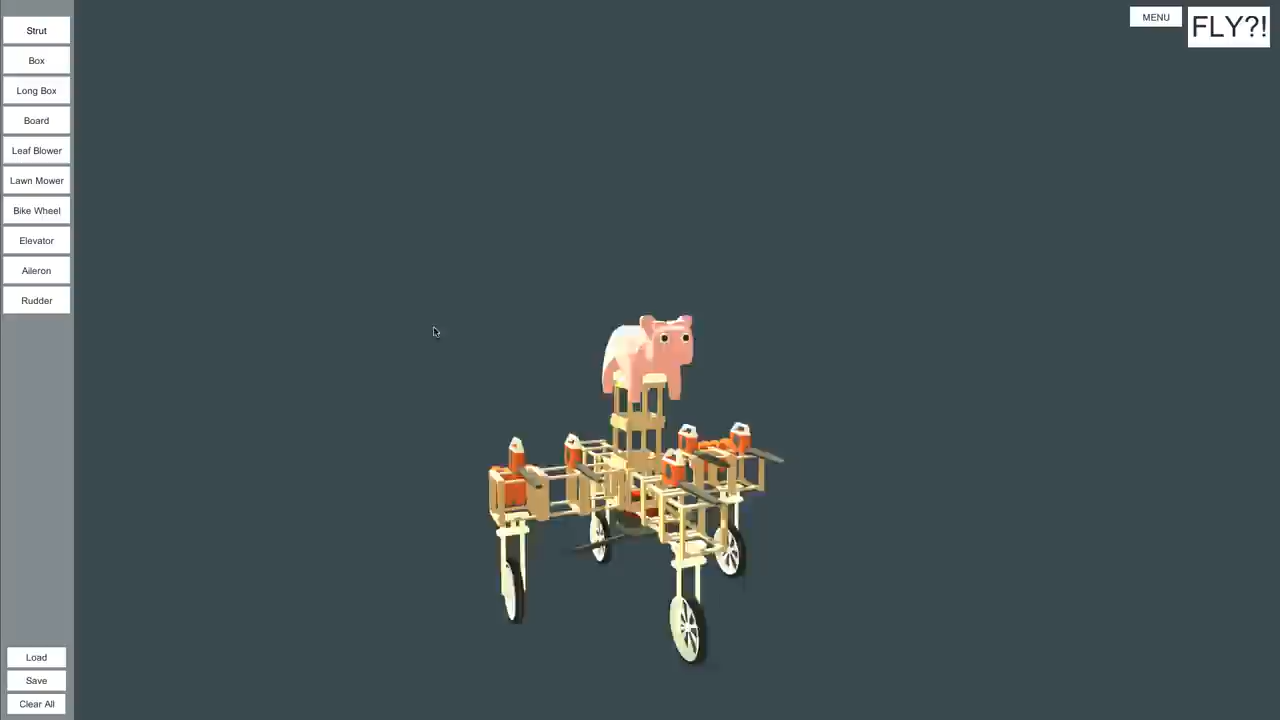 Strut
Box
Long Box
Board
Leaf Blower
Lawn Mower
Bike Wheel
Elevator
Aileron
Rudder
Load
Save
Clear All
MENU
FLY?!